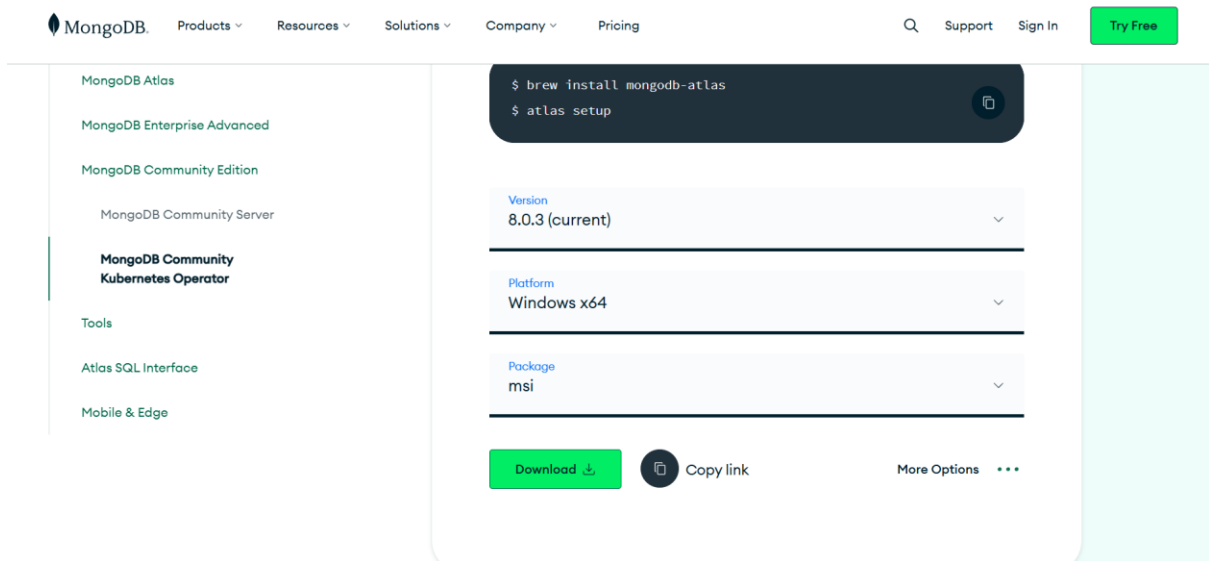 MongoDB.
Products
Resources
Solutions
Company
Pricing
Support
Sign In
Try Free
MongoDB Atlas
MongoDB Enterprise Advanced
MongoDB Community Edition
MongoDB Community Server
MongoDB Community
Kubernetes Operator
Tools
Atlas SQL Interface
Mobile & Edge
$ brew install mongodb-atlas
$ atlas setup
Version
8.0.3 (current)
Platform
Windows x64
Package
msi
Download
Copy link
More Options